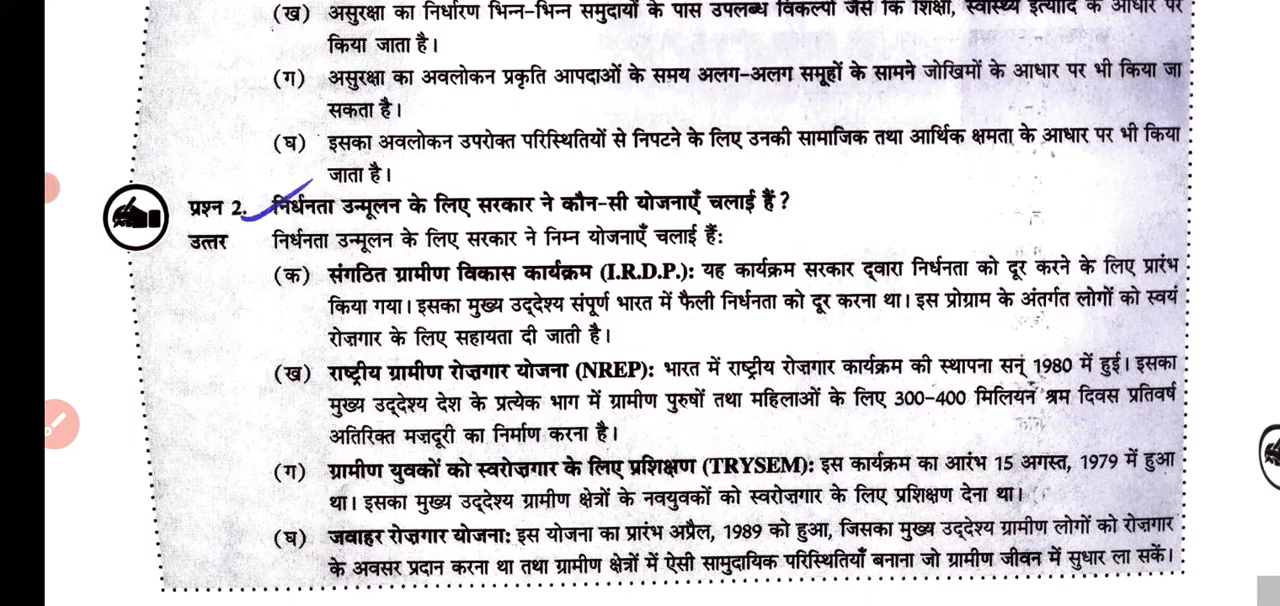 (ख) असुरक्षा का निर्धारण भिन्न-भिन्न समुदायों के पास उपलब्ध विकल्पों जैसे कि शिक्षा, स्वास्थ्य इत्यादि के आधार पर
किया जाता है।
(ग) असुरक्षा का अवलोकन प्रकृति आपदाओं के समय अलग-अलग समूहों के सामने जोखिमों के आधार पर भी किया जा
सकता है।
(घ) इसका अवलोकन उपरोक्त परिस्थितियों से निपटने के लिए उनकी सामाजिक तथा आर्थिक क्षमता के आधार पर भी किया
जाता है।
प्रश्न 2. निर्धनता उन्मूलन के लिए सरकार ने कौन-सी योजनाएँ चलाई हैं?
उत्तर निर्धनता उन्मूलन के लिए सरकार ने निम्न योजनाएँ चलाई हैं:
(क) संगठित ग्रामीण विकास कार्यक्रम (I.R.D.P.): यह कार्यक्रम सरकार द्वारा निर्धनता को दूर करने के लिए प्रारंभ
किया गया। इसका मुख्य उद्देश्य संपूर्ण भारत में फैली निर्धनता को दूर करना था। इस प्रोग्राम के अंतर्गत लोगों को स्वयं
रोज़गार के लिए सहायता दी जाती है।
(ख) राष्ट्रीय ग्रामीण रोज़गार योजना (NREP): भारत में राष्ट्रीय रोज़गार कार्यक्रम की स्थापना सन् 1980 में हुई। इसका
मुख्य उद्देश्य देश के प्रत्येक भाग में ग्रामीण पुरुषों तथा महिलाओं के लिए 300-400 मिलियन श्रम दिवस प्रतिवर्ष
अतिरिक्त मज़दूरी का निर्माण करना है।
(ग) ग्रामीण युवकों को स्वरोज़गार के लिए प्रशिक्षण (TRYSEM): इस कार्यक्रम का आरंभ 15 अगस्त, 1979 में हुआ
था। इसका मुख्य उद्देश्य ग्रामीण क्षेत्रों के नवयुवकों को स्वरोज़गार के लिए प्रशिक्षण देना था।
(घ) जवाहर रोज़गार योजना: इस योजना का प्रारंभ अप्रैल, 1989 को हुआ, जिसका मुख्य उद्देश्य ग्रामीण लोगों को रोज़गार
के अवसर प्रदान करना था तथा ग्रामीण क्षेत्रों में ऐसी सामुदायिक परिस्थितियाँ बनाना जो ग्रामीण जीवन में सुधार ला सकें।